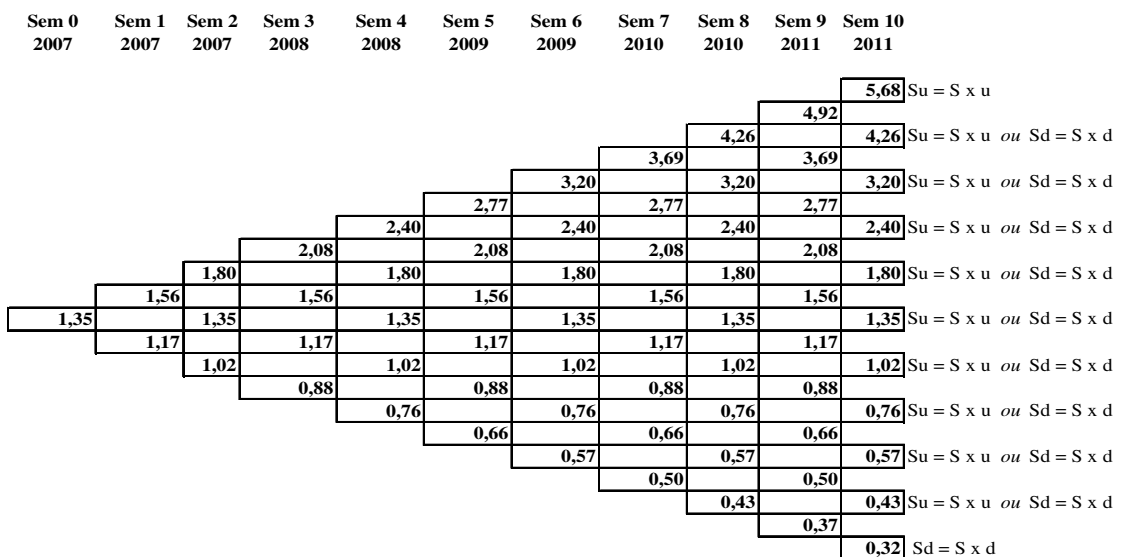 Sem 0 Sem 1 Sem 2 Sem 3 Sem 4 Sem 5 Sem 6 Sem 7 Sem 8 Sem 9 Sem 10
2007 2007 2007 2008 2008 2009 2009 2010 2010 2011 2011
5,68 Su = S x u
4,92
4,26 4,26 Su = S x u ou Sd = S x d
3,69 3,69
3,20 3,20 3,20 Su = S x u ou Sd = S x d
2,77 2,77 2,77
2,40 2,40 2,40 2,40 Su = S x u ou Sd = S x d
2,08 2,08 2,08 2,08
1,80 1,80 1,80 1,80 1,80 Su = S x u ou Sd = S x d
1,56 1,56 1,56 1,56 1,56
1,35 1,35 1,35 1,35 1,35 1,35 Su = S x u ou Sd = S x d
1,17 1,17 1,17 1,17 1,17
1,02 1,02 1,02 1,02 1,02 Su = S x u ou Sd = S x d
0,88 0,88 0,88 0,88
0,76 0,76 0,76 0,76 Su = S x u ou Sd = S x d
0,66 0,66 0,66
0,57 0,57 0,57 Su = S x u ou Sd = S x d
0,50 0,50
0,43 0,43 Su = S x u ou Sd = S x d
0,37
0,32 Sd = S x d